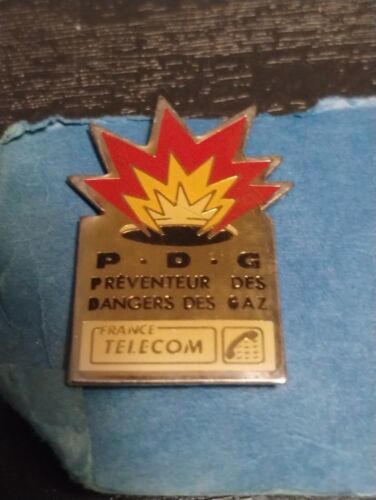 P.D.G
PRÉVENTEUR DES
DANGERS DES GAZ
FRANCE
TELECOM